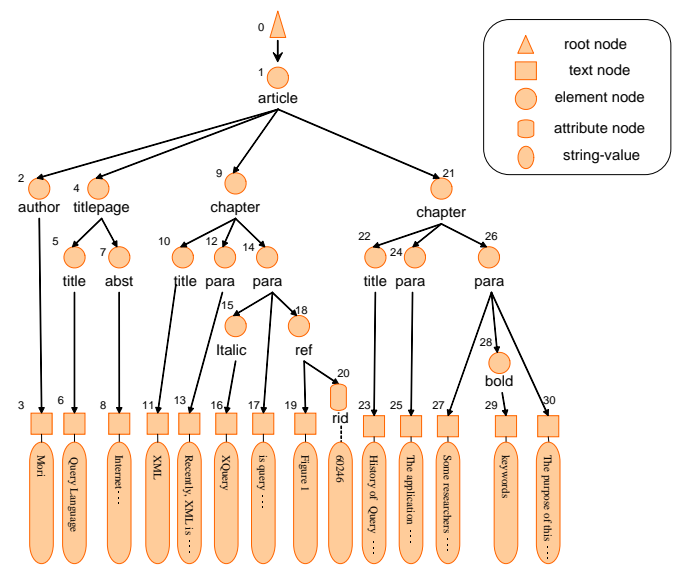 0
root node
1
text node
article
element node
attribute node
string-value
2
4
9
21
author
titlepage
chapter
chapter
5
7
10
12
14
22
24
26
title
abst
title
para
para
title
para
para
15
18
Italic
ref
28
bold
20
rid
3
6
8
11
13
16
17
19
23
25
27
29
30
Mori
Query Language
Internet···
XML
Recently, XML is ···
XQuery
is query ···
Figure 1
60246
History of Query ···
The application ···
Some researchers ···
keywords
The purpose of this ···